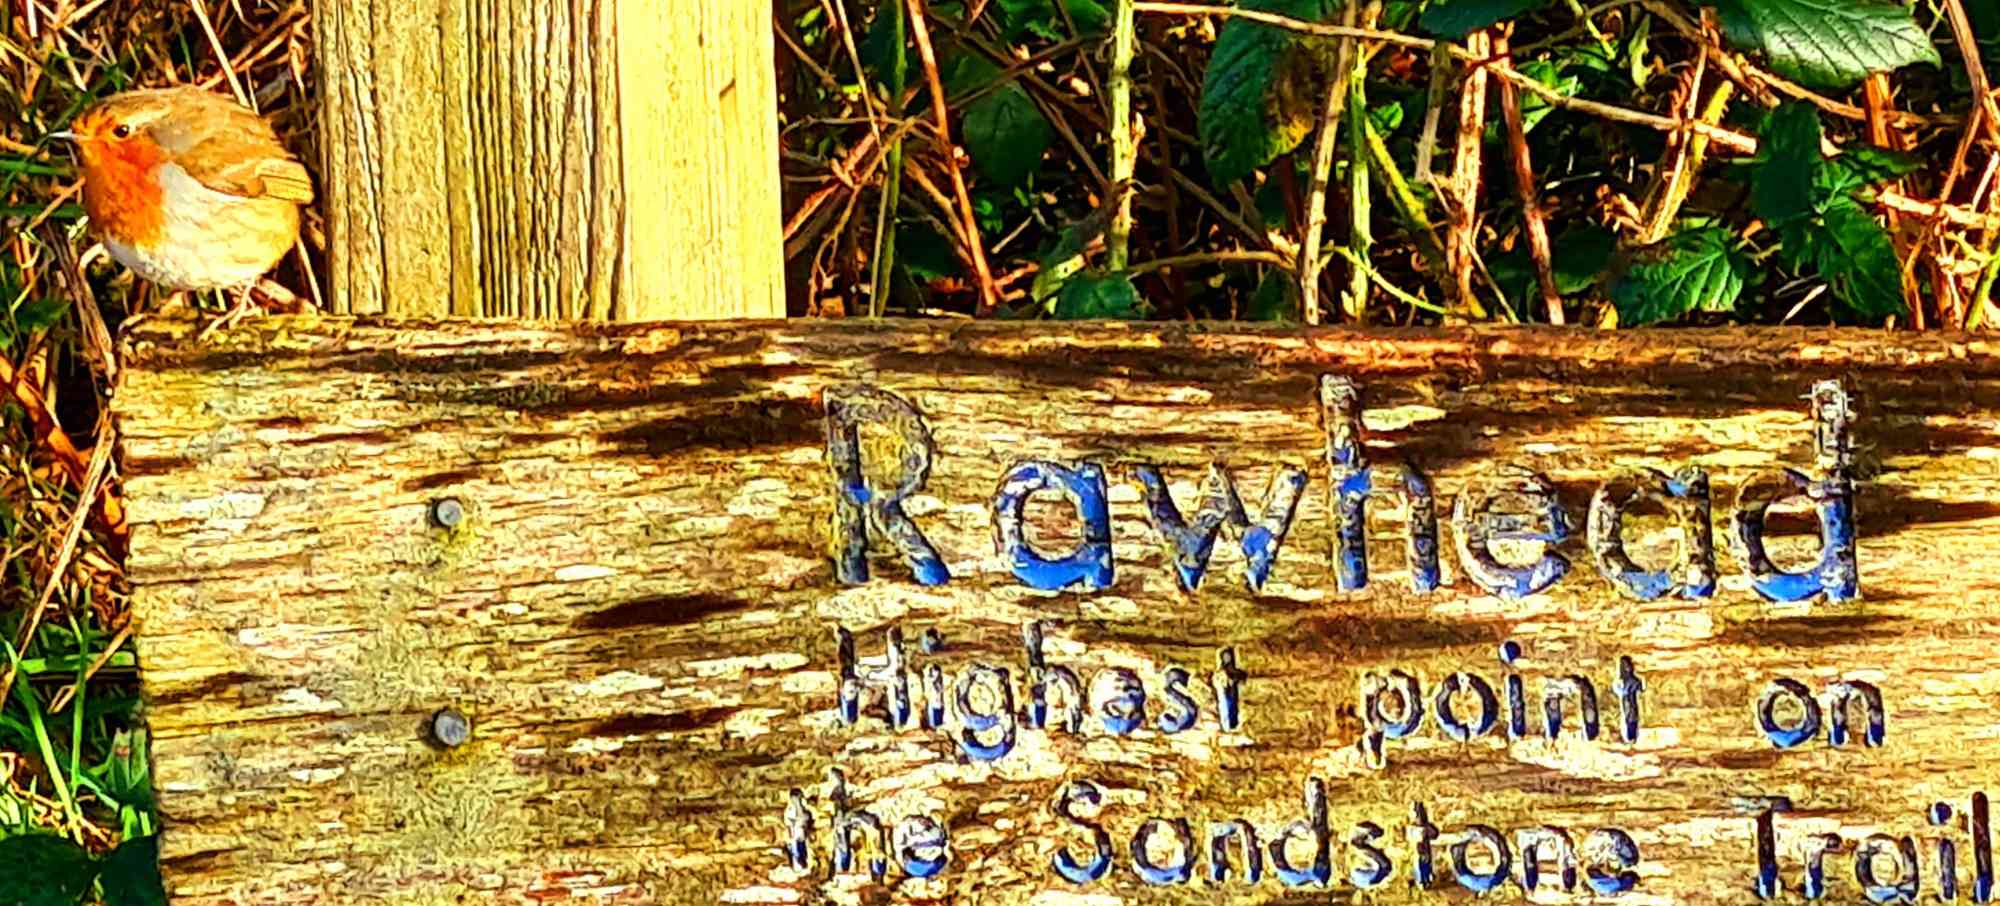 Rawhead
Highest point on
the Sandstone Trail